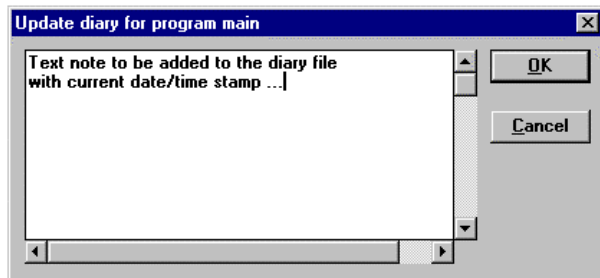 Update diary for program main
Text note to be added to the diary file
with current date/time stamp ...
OK
Cancel